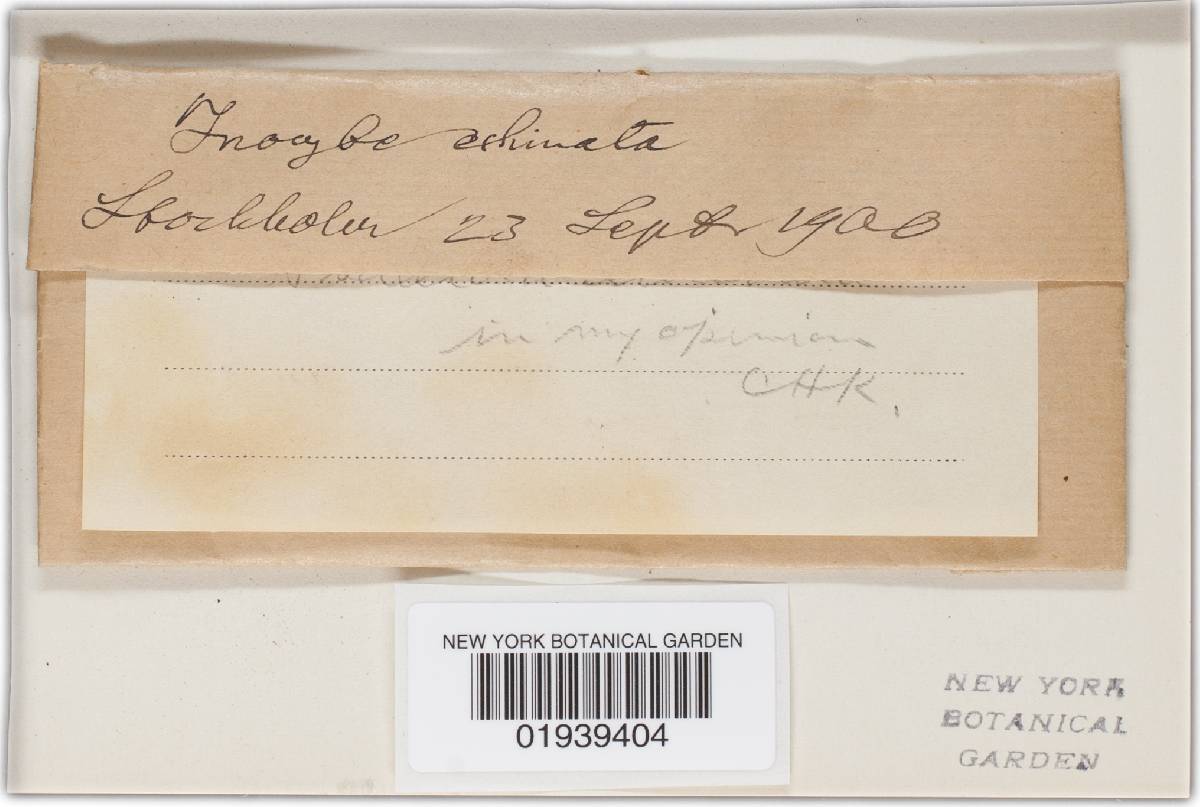 Inocybe echinata
Stockholm 23 Sept 1900
in my opinion
CHK.
NEW YORK BOTANICAL GARDEN
01939404
NEW YORK
BOTANICAL
GARDEN